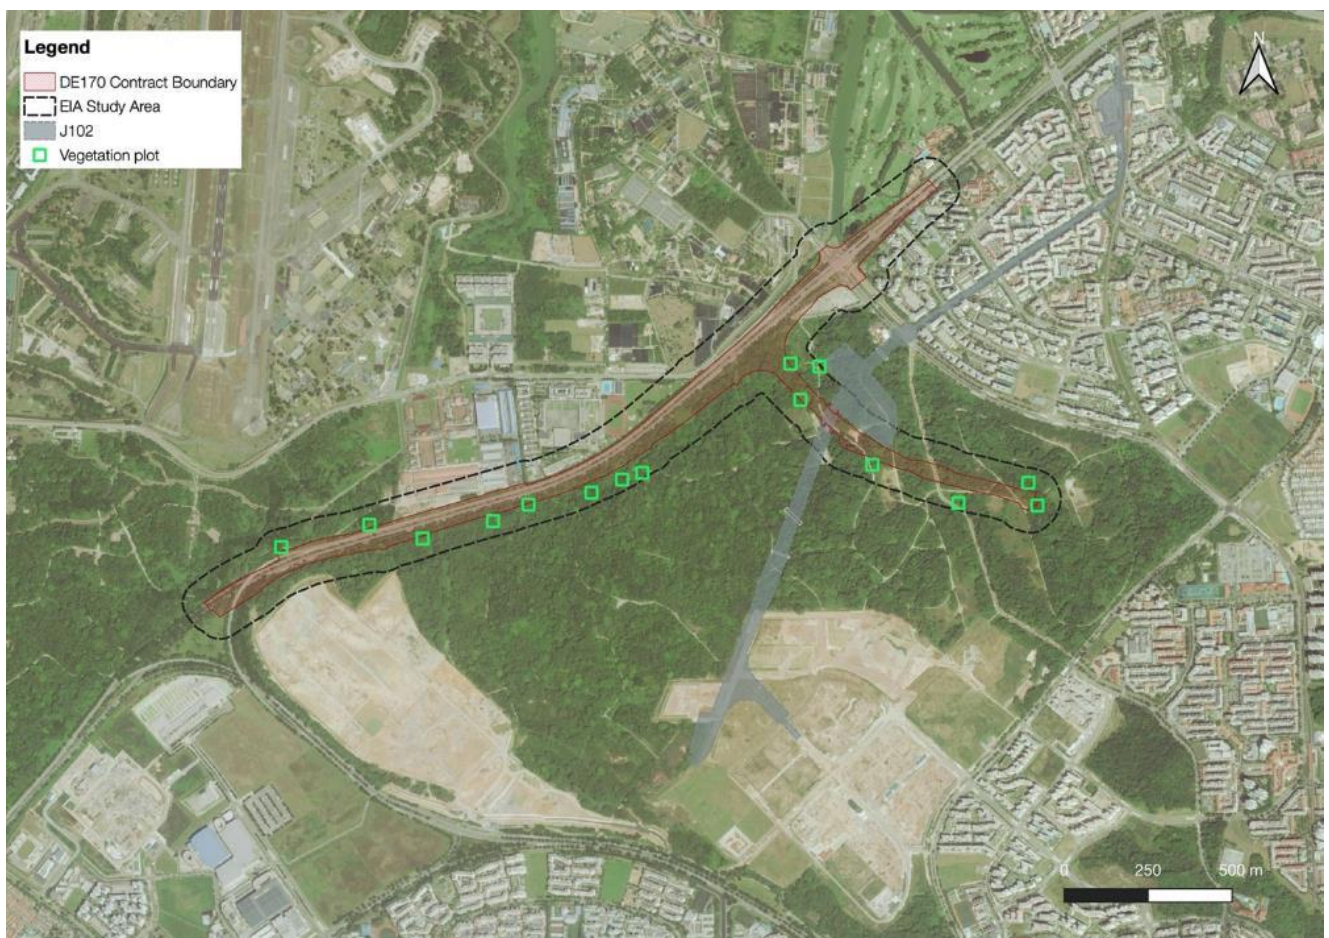 Legend
DE170 Contract Boundary
EIA Study Area
J102
Vegetation plot
N
0 250 500 m